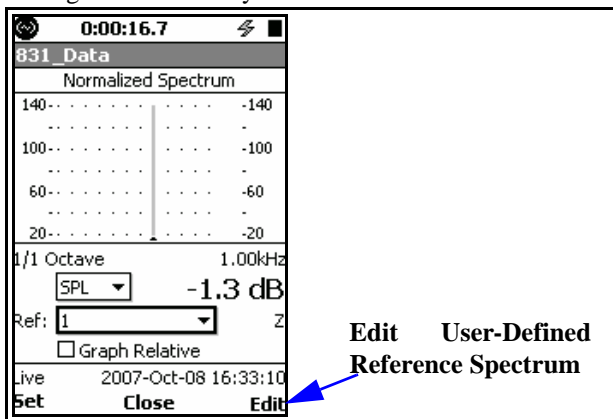 0:00:16.7
831_Data
Normalized Spectrum
140 -140
100 -100
60 -60
20 -20
1/1 Octave 1.00kHz
SPL -1.3 dB
Ref: 1 Z
Graph Relative
Live 2007-Oct-08 16:33:10
Set Close Edit
Edit User-Defined
Reference Spectrum